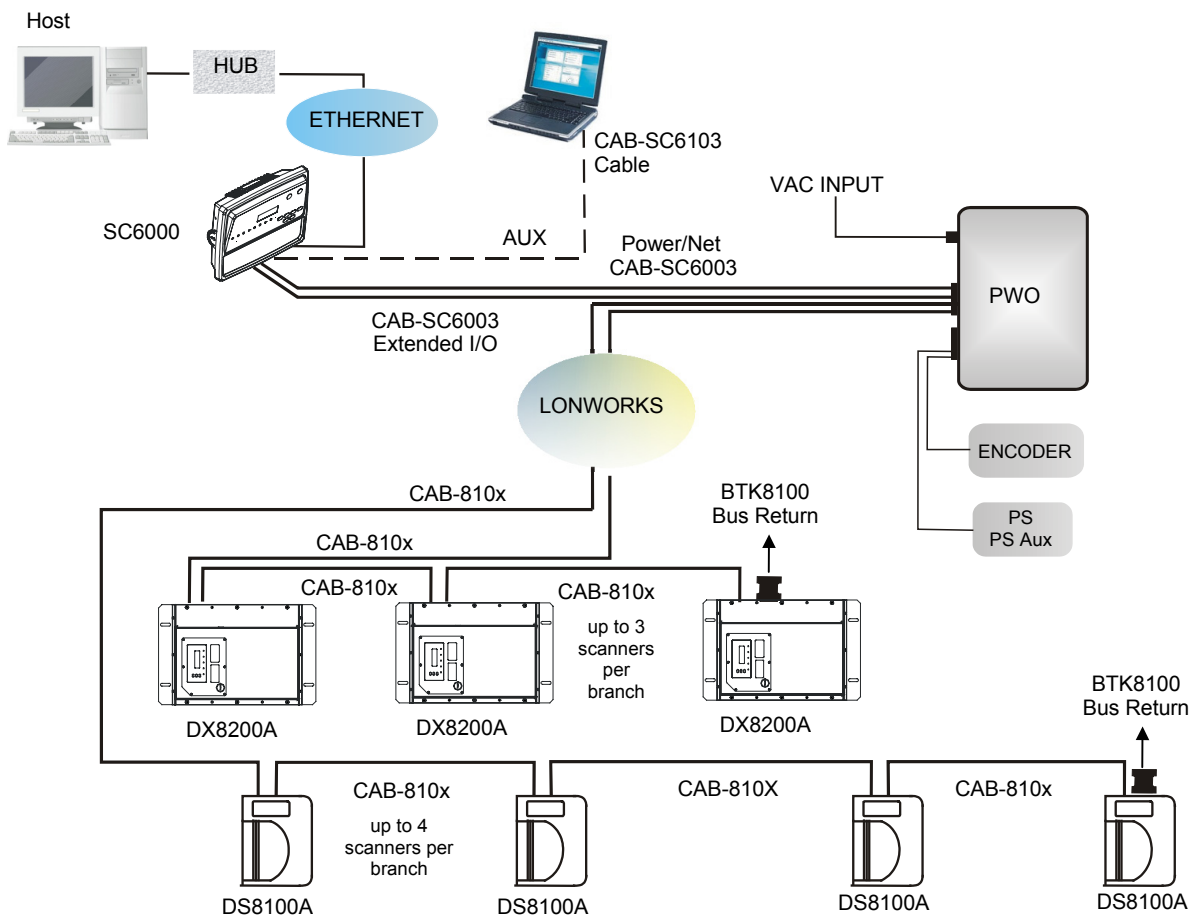 Host
HUB
ETHERNET
CAB-SC6103
Cable
VAC INPUT
SC6000
AUX
Power/Net
CAB-SC6003
PWO
CAB-SC6003
Extended I/O
LONWORKS
ENCODER
PS
PS Aux
CAB-810x
BTK8100
Bus Return
CAB-810x
CAB-810x
CAB-810x
up to 3
scanners
per
branch
DX8200A
DX8200A
DX8200A
BTK8100
Bus Return
CAB-810x
CAB-810X
CAB-810x
up to 4
scanners per
branch
DS8100A
DS8100A
DS8100A
DS8100A